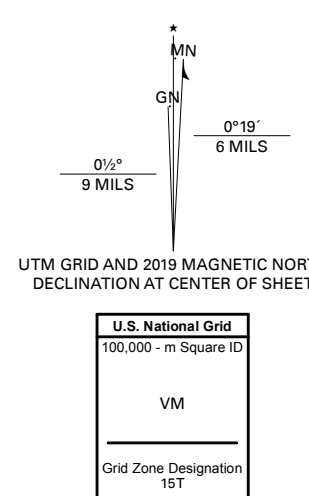 ★
MN
GN
0°19´
6 MILS
0½°
9 MILS
UTM GRID AND 2019 MAGNETIC NORT
DECLINATION AT CENTER OF SHEET
U.S. National Grid
100,000 - m Square ID
VM
Grid Zone Designation
15T